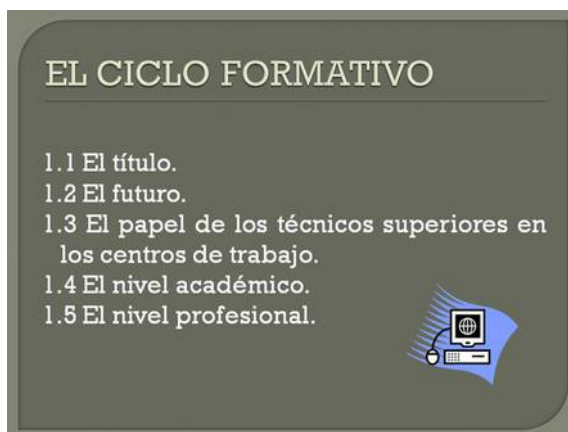 EL CICLO FORMATIVO
1.1 El título.
1.2 El futuro.
1.3 El papel de los técnicos superiores en
los centros de trabajo.
1.4 El nivel académico.
1.5 El nivel profesional.